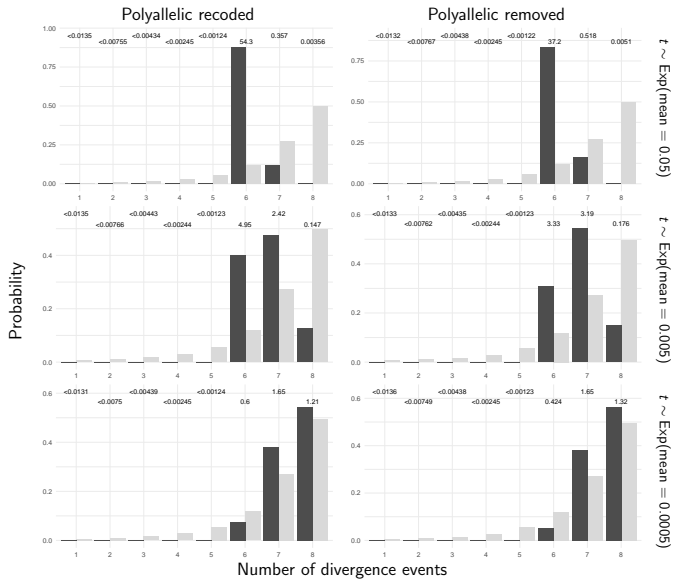 Polyallelic recoded
Polyallelic removed
<0.0135 <0.00434 <0.00124 0.357
<0.00755 <0.00245 54.3 0.00356
1.00
0.75
0.50
0.25
0.00
1 2 3 4 5 6 7 8
<0.0132 <0.00438 <0.00122 0.518
<0.00767 <0.00245 37.2 0.0051
0.75
0.50
0.25
0.00
1 2 3 4 5 6 7 8
t ~ Exp(mean = 0.05)
<0.0135 <0.00443 <0.00123 2.42
<0.00766 <0.00244 4.95 0.147
0.4
0.2
0.0
1 2 3 4 5 6 7 8
<0.0133 <0.00435 <0.00123 3.19
<0.00762 <0.00244 3.33 0.176
0.6
0.4
0.2
0.0
1 2 3 4 5 6 7 8
t ~ Exp(mean = 0.005)
<0.0131 <0.00439 <0.00124 1.65
<0.0075 <0.00245 0.6 1.21
0.6
0.4
0.2
0.0
1 2 3 4 5 6 7 8
<0.0136 <0.00438 <0.00123 1.65
<0.00749 <0.00245 0.424 1.32
0.6
0.4
0.2
0.0
1 2 3 4 5 6 7 8
t ~ Exp(mean = 0.0005)
Probability
Number of divergence events